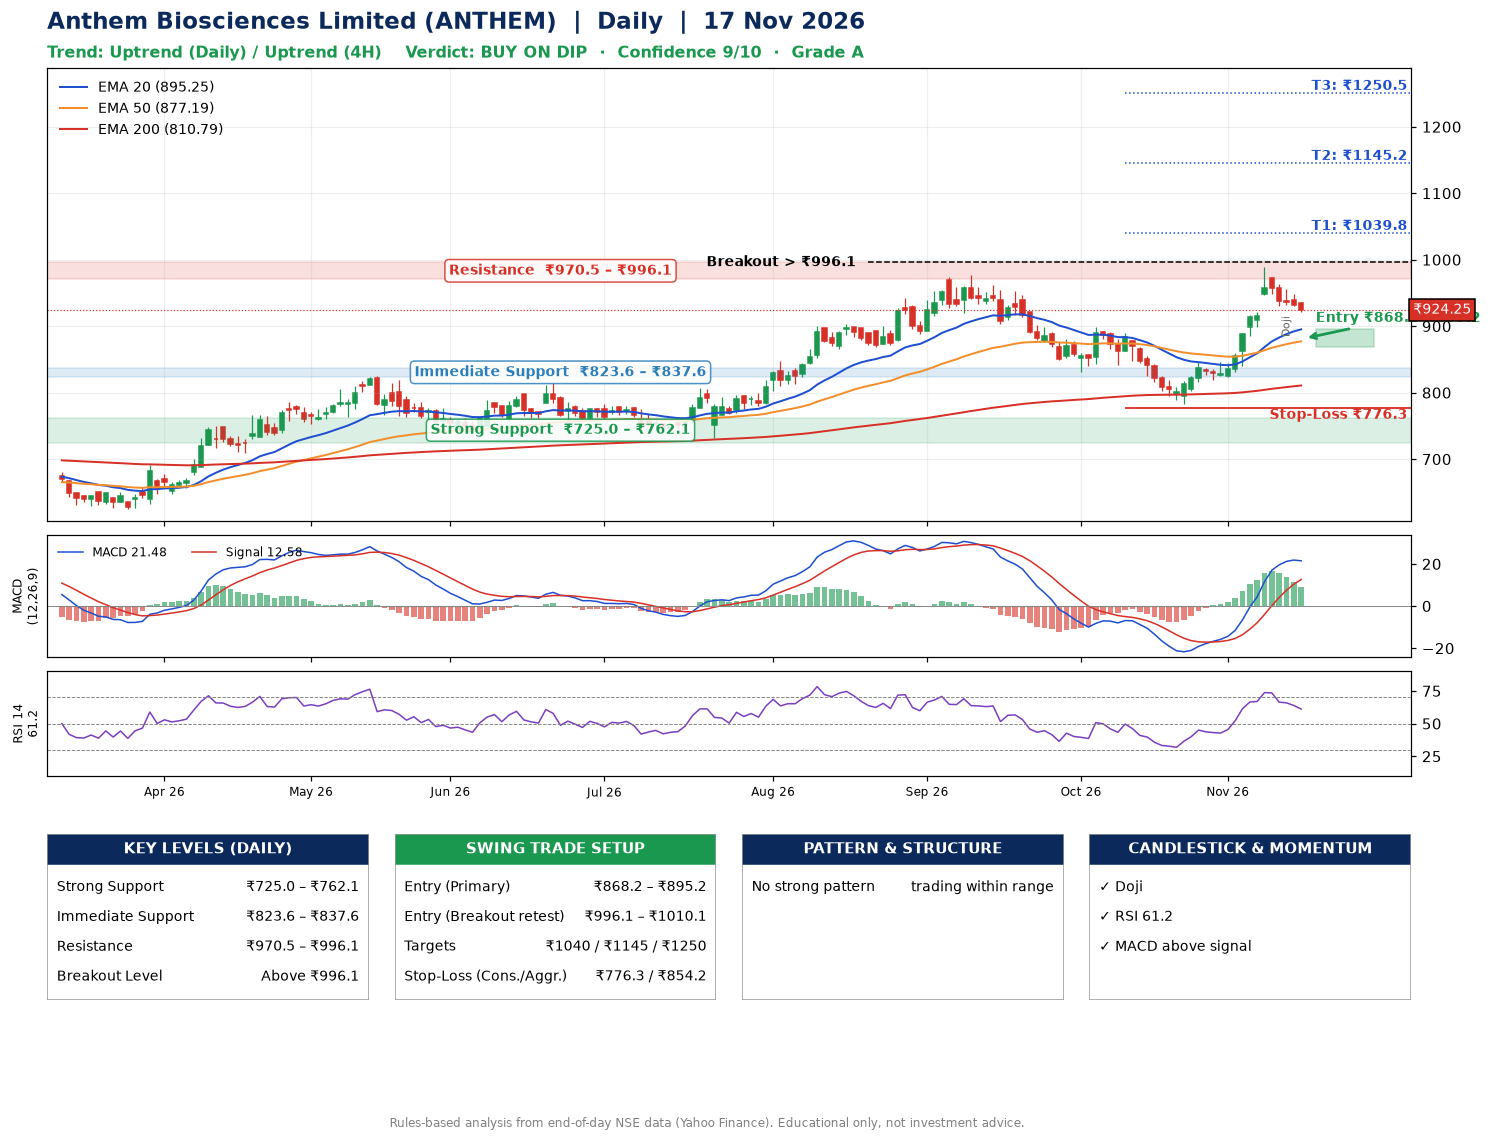 Anthem Biosciences Limited (ANTHEM) | Daily | 17 Nov 2026
Trend: Uptrend (Daily) / Uptrend (4H) Verdict: BUY ON DIP · Confidence 9/10 · Grade A
EMA 20 (895.25)
EMA 50 (877.19)
EMA 200 (810.79)
T3: ₹1250.5
T2: ₹1145.2
T1: ₹1039.8
Breakout > ₹996.1
Resistance ₹970.5 – ₹996.1
₹924.25
Entry ₹868.
2
Doji
Immediate Support ₹823.6 – ₹837.6
Stop-Loss ₹776.3
Strong Support ₹725.0 – ₹762.1
1200
1100
1000
900
800
700
MACD 21.48 Signal 12.58
MACD
(12,26,9)
20
0
−20
RSI 14
61.2
75
50
25
Apr 26 May 26 Jun 26 Jul 26 Aug 26 Sep 26 Oct 26 Nov 26
KEY LEVELS (DAILY)
Strong Support ₹725.0 – ₹762.1
Immediate Support ₹823.6 – ₹837.6
Resistance ₹970.5 – ₹996.1
Breakout Level Above ₹996.1
SWING TRADE SETUP
Entry (Primary) ₹868.2 – ₹895.2
Entry (Breakout retest) ₹996.1 – ₹1010.1
Targets ₹1040 / ₹1145 / ₹1250
Stop-Loss (Cons./Aggr.) ₹776.3 / ₹854.2
PATTERN & STRUCTURE
No strong pattern trading within range
CANDLESTICK & MOMENTUM
✓ Doji
✓ RSI 61.2
✓ MACD above signal
Rules-based analysis from end-of-day NSE data (Yahoo Finance). Educational only, not investment advice.